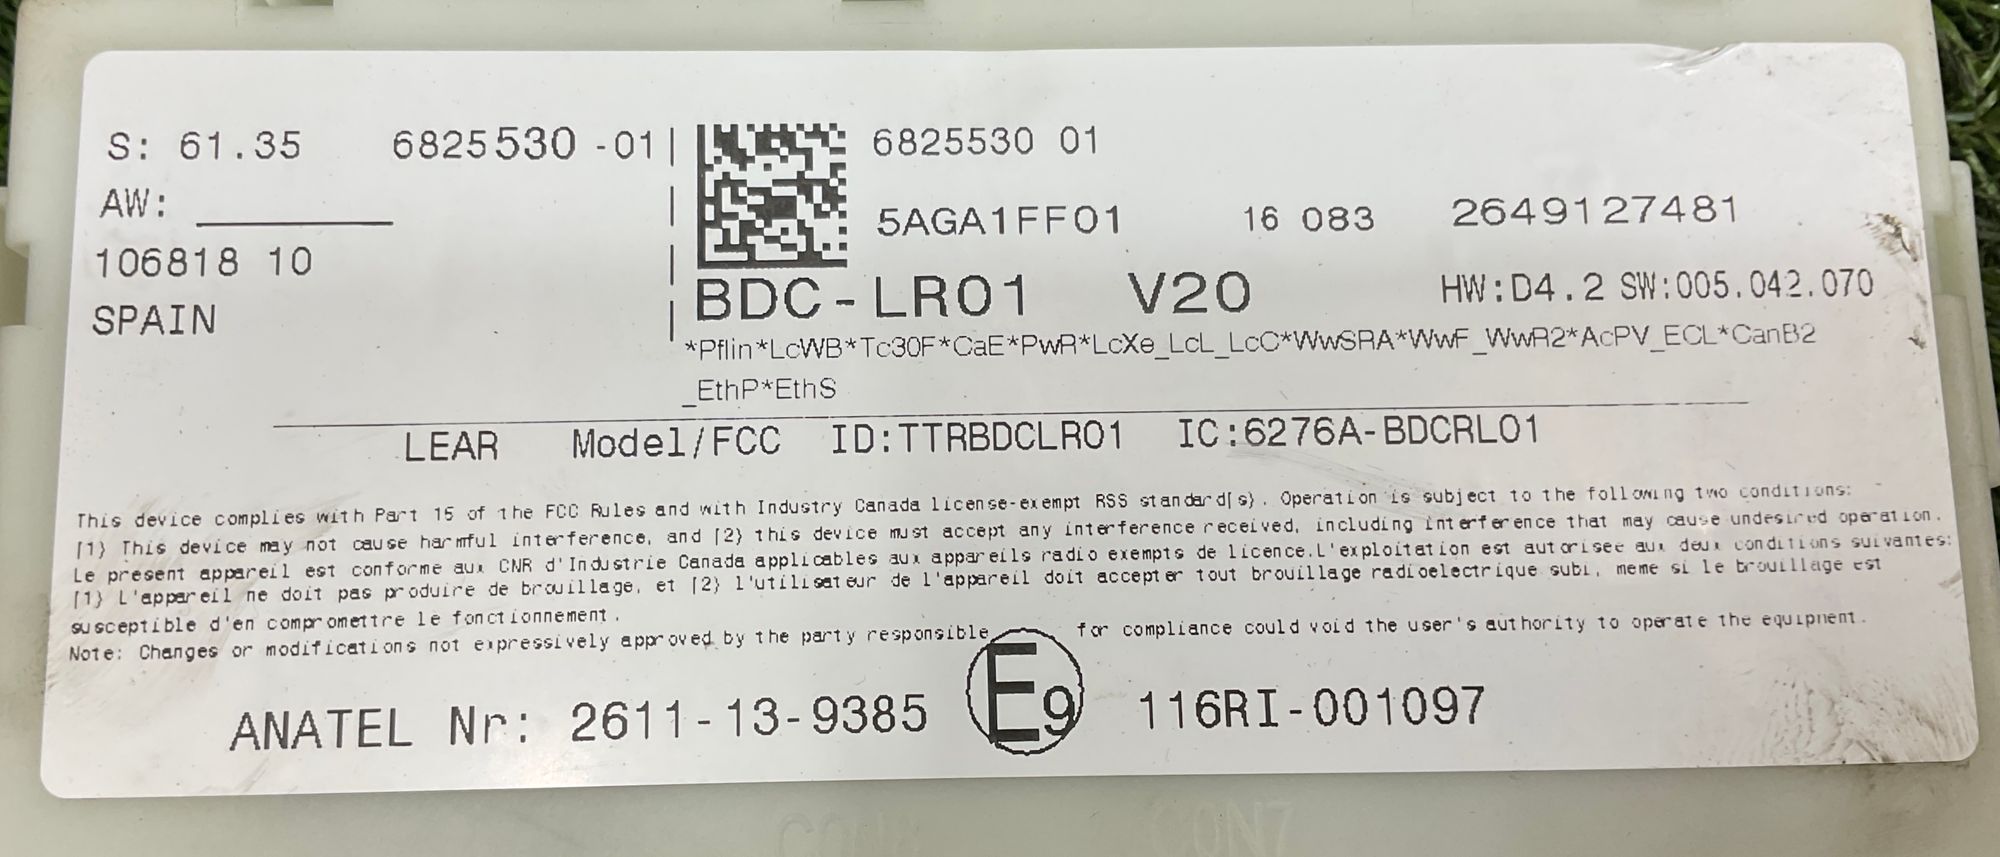 S: 61.35 6825530 -01
AW:
106818 10
SPAIN
6825530 01
5AGA1FF01 16 083 2649127481
BDC-LR01 V20 HW:D4.2 SW:005.042.070
*Pflin*LcWB*Tc30F*CaE*PwR*LcXe_LcL_LcC*WwSRA*WwF_WwR2*AcPV_ECL*CanB2
_EthP*EthS
LEAR Model/FCC ID:TTRBDCLR01 IC:6276A-BDCRL01
This device complies with Part 15 of the FCC Rules and with Industry Canada license-exempt RSS standard[s}. Operation is subject to the following two conditions:
[1} This device may not cause harmful interference, and [2} this device must accept any interference received, including interference that may cause undesired operation.
Le present appareil est conforme aux CNR d'Industrie Canada applicables aux appareils radio exempts de licence.L'exploitation est autorisee aux deux conditions suivantes:
[1} L'appareil ne doit pas produire de brouillage, et [2} l'utilisateur de l'appareil doit accepter tout brouillage radioelectrique subi, meme si le brouillage est
susceptible d'en compromettre le fonctionnement.
Note: Changes or modifications not expressively approved by the party responsible for compliance could void the user's authority to operate the equipment.
ANATEL Nr: 2611-13-9385 E9 116RI-001097
CON7